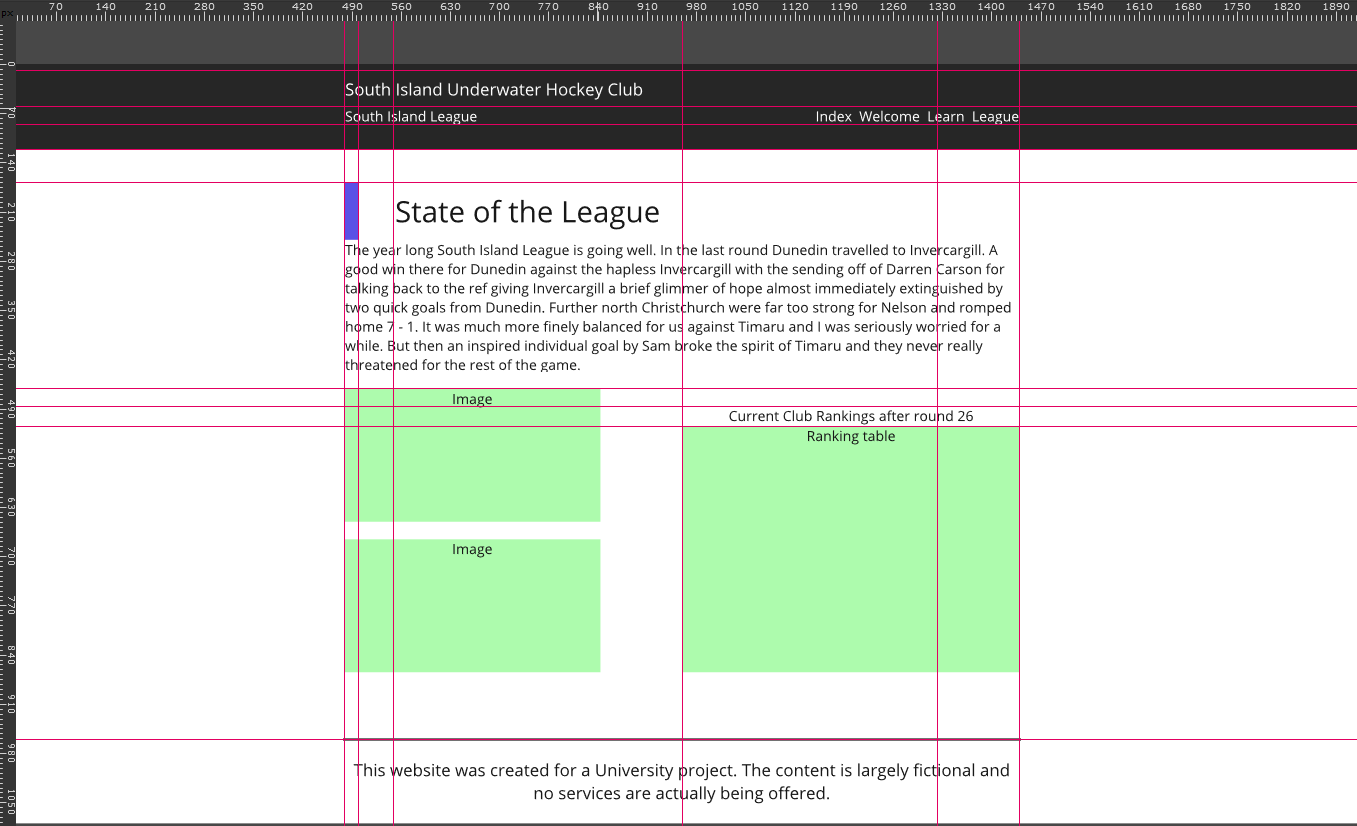 px 70 140 210 280 350 420 490 560 630 700 770 840 910 980 1050 1120 1190 1260 1330 1400 1470 1540 1610 1680 1750 1820 1890
0
70
140
210
280
350
420
490
560
630
700
770
840
910
980
1050
South Island Underwater Hockey Club
South Island League
Index Welcome Learn League
State of the League
The year long South Island League is going well. In the last round Dunedin travelled to Invercargill. A
good win there for Dunedin against the hapless Invercargill with the sending off of Darren Carson for
talking back to the ref giving Invercargill a brief glimmer of hope almost immediately extinguished by
two quick goals from Dunedin. Further north Christchurch were far too strong for Nelson and romped
home 7 - 1. It was much more finely balanced for us against Timaru and I was seriously worried for a
while. But then an inspired individual goal by Sam broke the spirit of Timaru and they never really
threatened for the rest of the game.
Image
Current Club Rankings after round 26
Ranking table
Image
This website was created for a University project. The content is largely fictional and
no services are actually being offered.